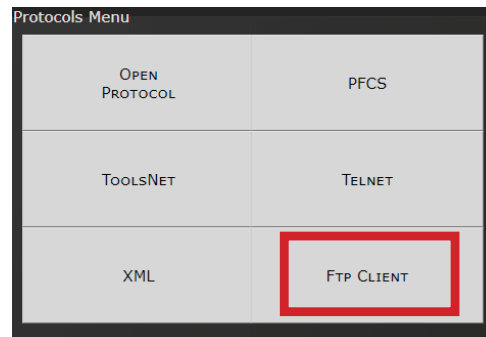 Protocols Menu
Open
Protocol
PFCS
ToolsNet
Telnet
XML
Ftp Client